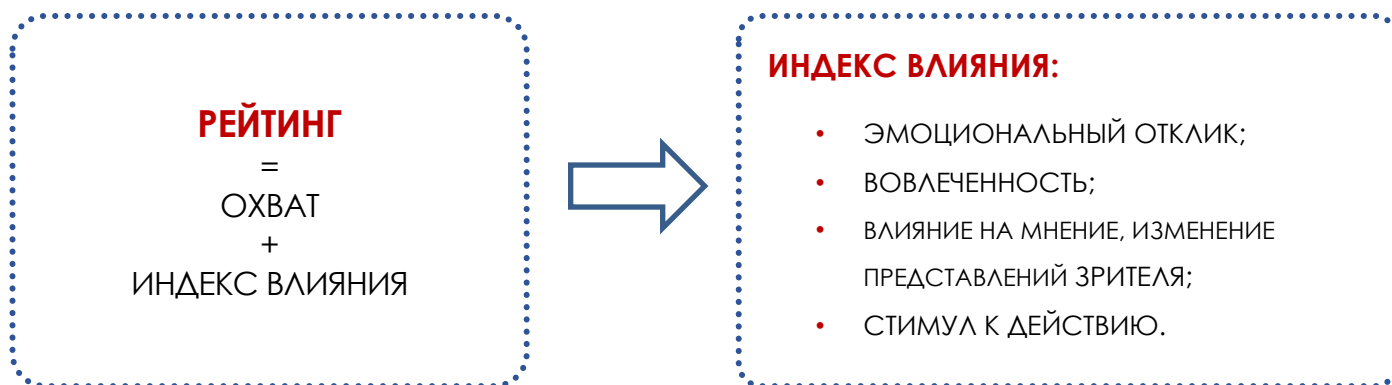 РЕЙТИНГ
=
ОХВАТ
+
ИНДЕКС ВЛИЯНИЯ
ИНДЕКС ВЛИЯНИЯ:
• ЭМОЦИОНАЛЬНЫЙ ОТКЛИК;
• ВОВЛЕЧЕННОСТЬ;
• ВЛИЯНИЕ НА МНЕНИЕ, ИЗМЕНЕНИЕ
ПРЕДСТАВЛЕНИЙ ЗРИТЕЛЯ;
• СТИМУЛ К ДЕЙСТВИЮ.